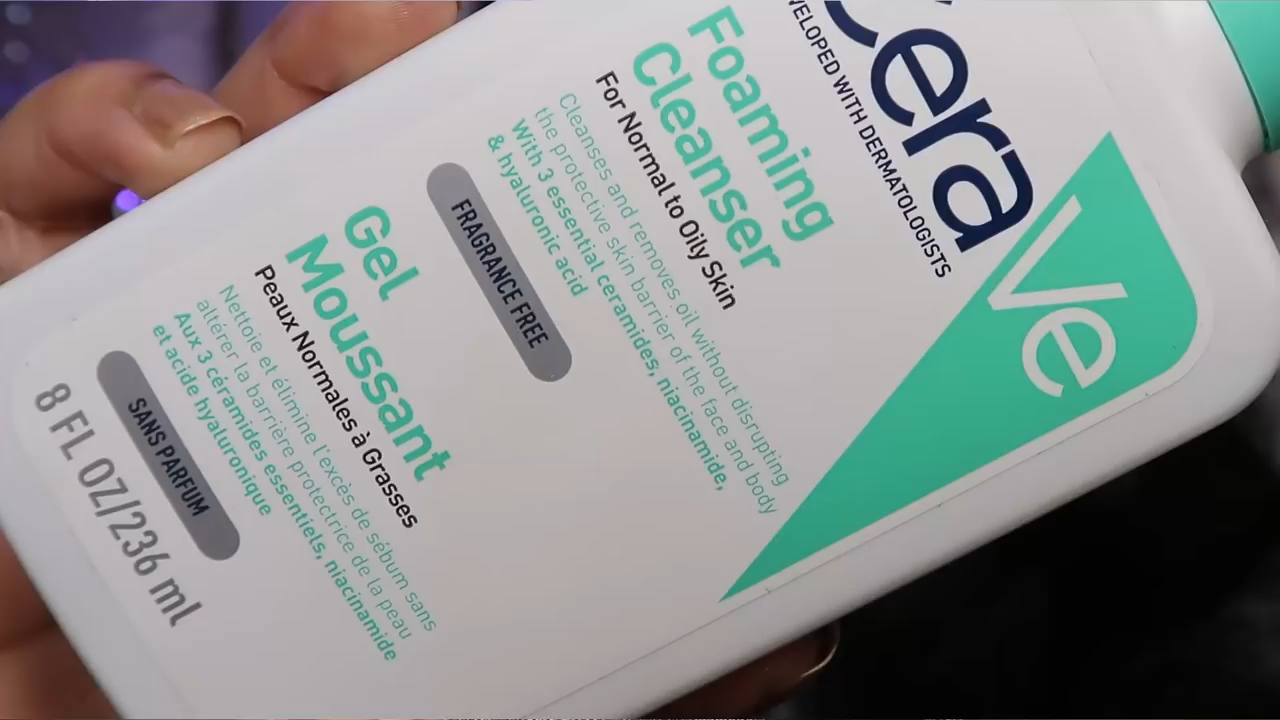 CeraVe
DEVELOPED WITH DERMATOLOGISTS
Foaming
Cleanser
For Normal to Oily Skin
Cleanses and removes oil without disrupting
the protective skin barrier of the face and body
With 3 essential ceramides, niacinamide,
& hyaluronic acid
FRAGRANCE FREE
Gel
Moussant
Peaux Normales à Grasses
Nettoie et élimine l'excès de sébum sans
altérer la barrière protectrice de la peau
Aux 3 céramides essentiels, niacinamide
et acide hyaluronique
SANS PARFUM
8 FL OZ/236 ml